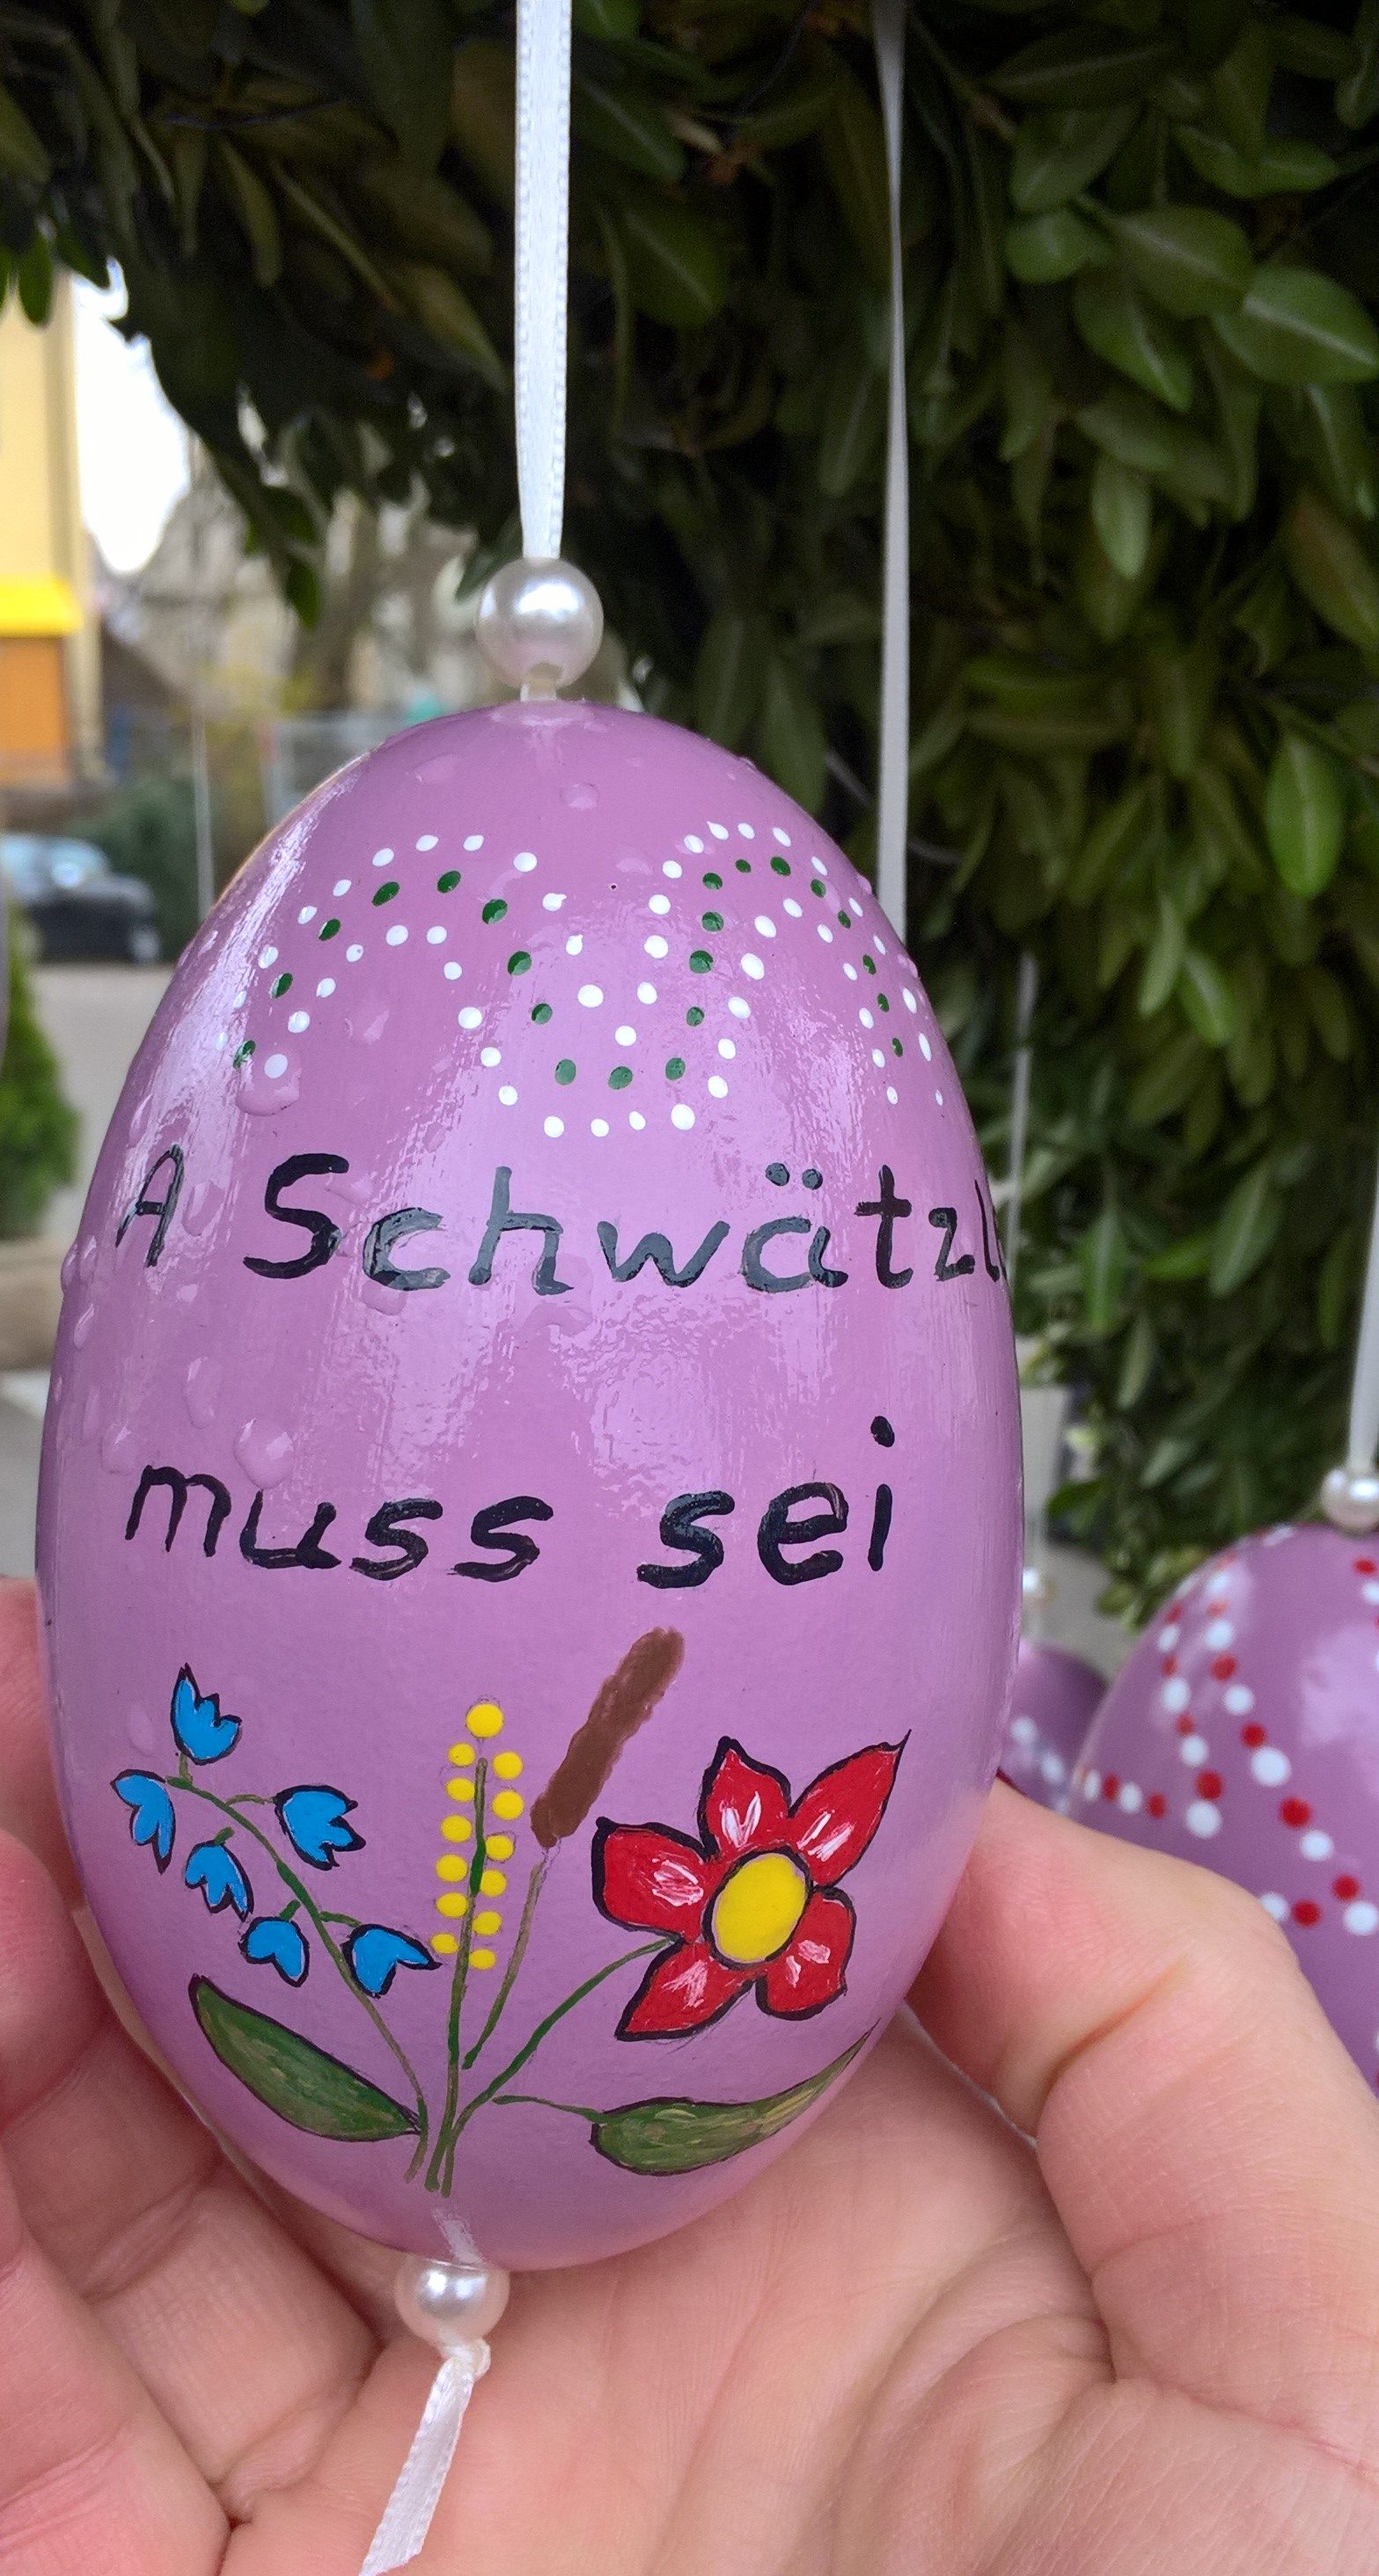 A Schwätzl
muss sei